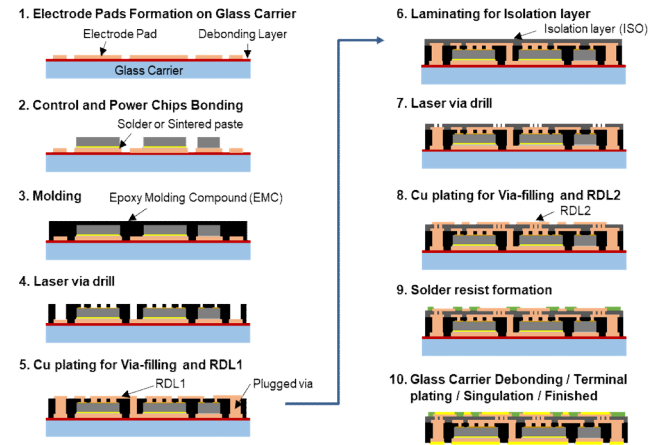 1. Electrode Pads Formation on Glass Carrier
Electrode Pad
Debonding Layer
Glass Carrier
2. Control and Power Chips Bonding
Solder or Sintered paste
3. Molding
Epoxy Molding Compound (EMC)
4. Laser via drill
5. Cu plating for Via-filling and RDL1
RDL1
Plugged via
6. Laminating for Isolation layer
Isolation layer (ISO)
7. Laser via drill
8. Cu plating for Via-filling and RDL2
RDL2
9. Solder resist formation
10. Glass Carrier Debonding / Terminal
plating / Singulation / Finished